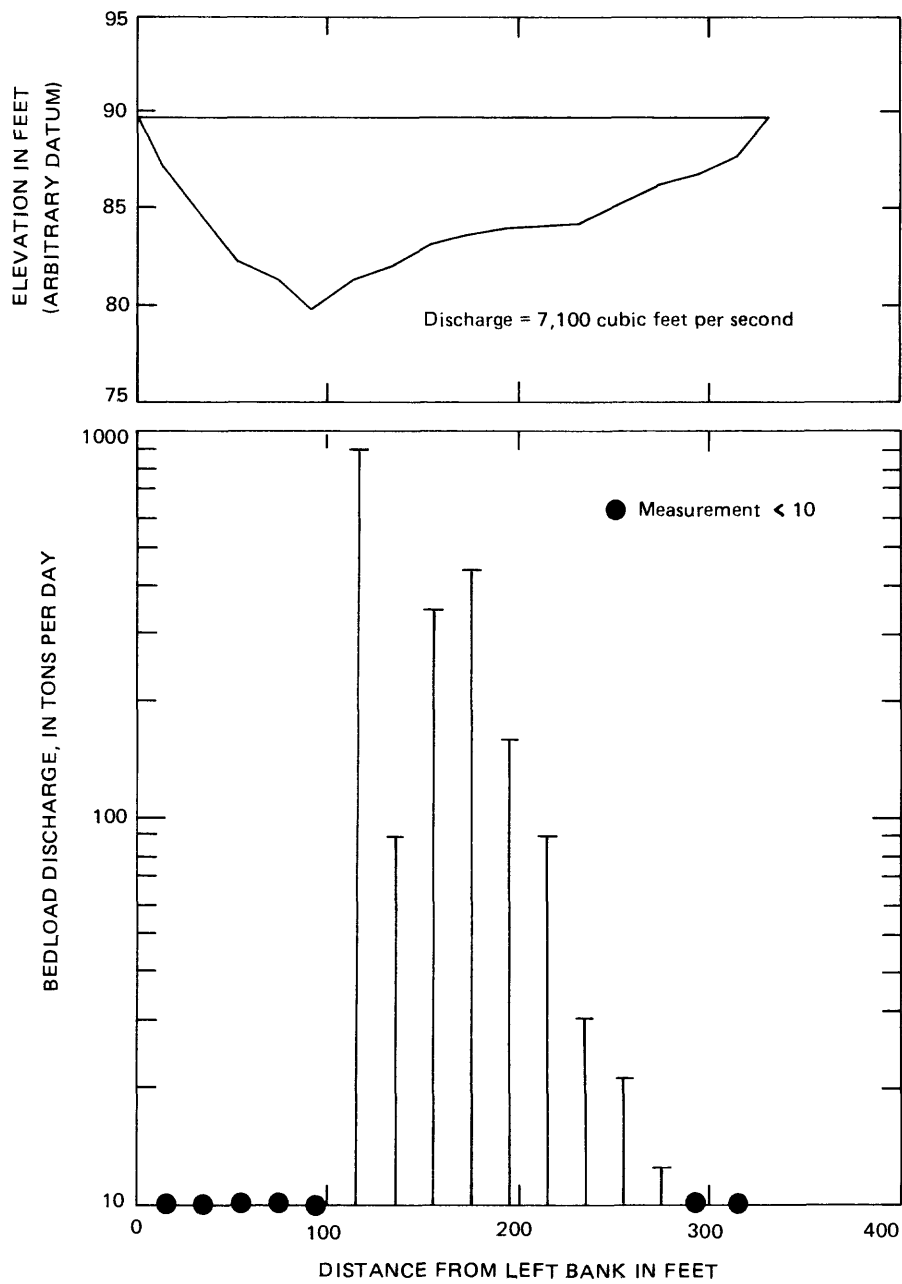 95
90
85
80
75
ELEVATION IN FEET
(ARBITRARY DATUM)
Discharge = 7,100 cubic feet per second
1000
100
10
BEDLOAD DISCHARGE, IN TONS PER DAY
Measurement < 10
0
100
200
300
400
DISTANCE FROM LEFT BANK IN FEET